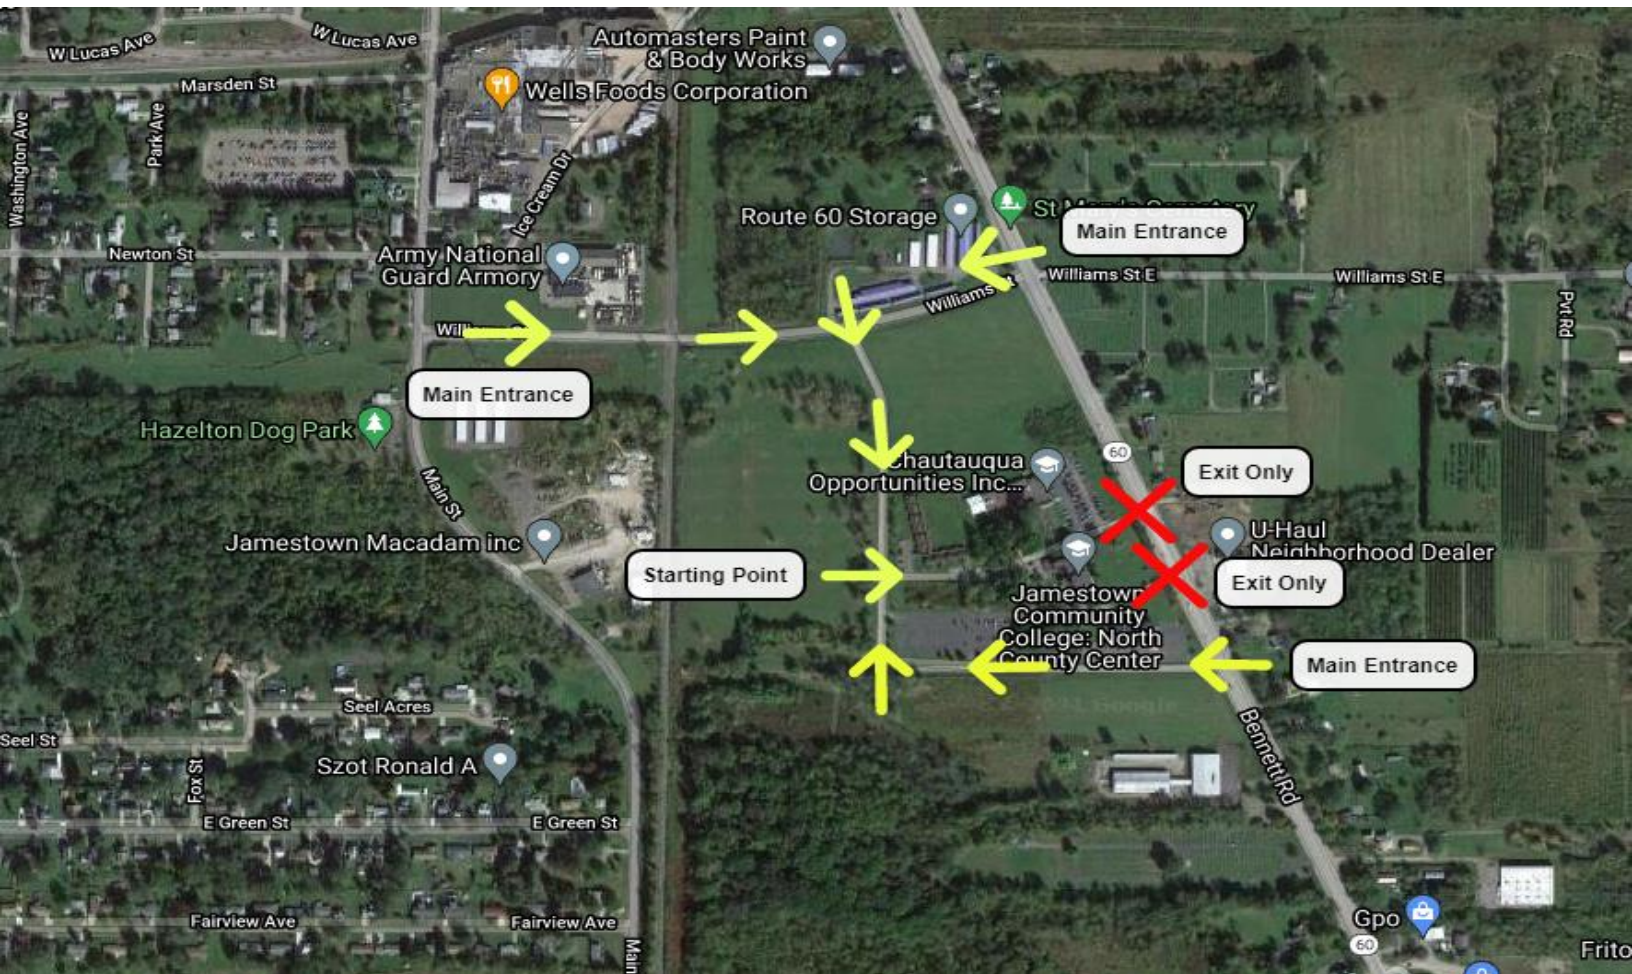 W Lucas Ave
W Lucas Ave
Automasters Paint
& Body Works
Marsden St
Wells Foods Corporation
Washington Ave
Park Ave
Ice Cream Dr
Route 60 Storage
St Mary's Cemetery
Main Entrance
Newton St
Army National
Guard Armory
Williams St E
Williams St E
Williams St
Pvt Rd
Main Entrance
Hazelton Dog Park
60
Chautauqua
Opportunities Inc...
Exit Only
Main St
Jamestown Macadam inc
U-Haul
Neighborhood Dealer
Starting Point
Exit Only
Jamestown
Community
College: North
County Center
Main Entrance
Seel Acres
Seel St
Bennett Rd
Szot Ronald A
Fox St
E Green St
E Green St
Fairview Ave
Fairview Ave
Main
Gpo
60
Frito